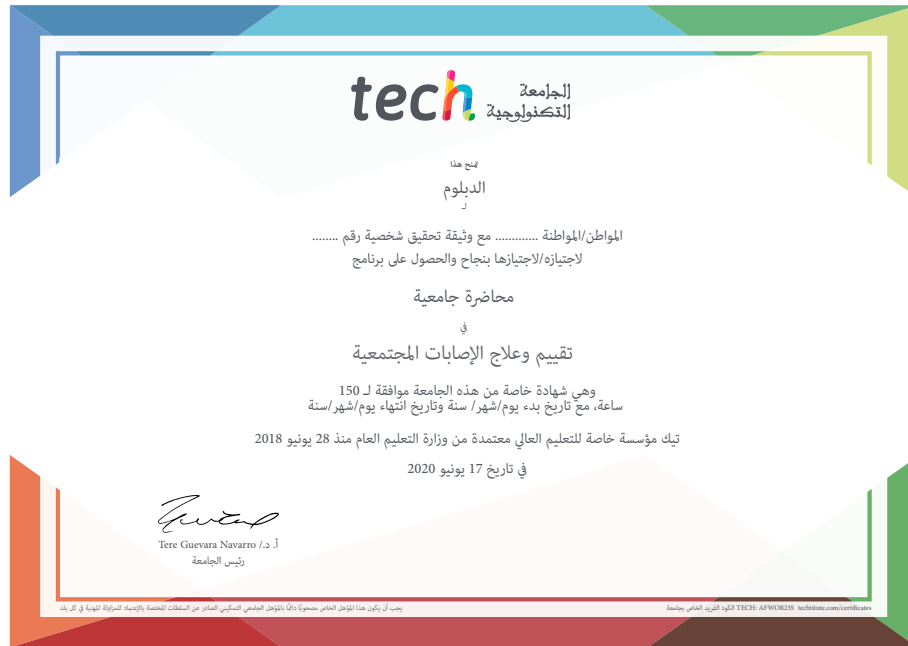 tech
الجامعة
التكنولوجية
يمنح هذا
الدبلوم
لـ
المواطن/المواطنة ............. مع وثيقة تحقيق شخصية رقم ........
لاجتيازه/لاجتيازها بنجاح والحصول على برنامج
محاضرة جامعية
في
تقييم وعلاج الإصابات المجتمعية
وهي شهادة خاصة من هذه الجامعة موافقة لـ 150
ساعة، مع تاريخ بدء يوم/شهر/ سنة وتاريخ انتهاء يوم/شهر/سنة
تيك مؤسسة خاصة للتعليم العالي معتمدة من وزارة التعليم العام منذ 28 يونيو 2018
في تاريخ 17 يونيو 2020
أ. د./ Tere Guevara Navarro
رئيس الجامعة
يجب أن يكون هذا المؤهل الخاص مصحوبًا دائمًا بالمؤهل الجامعي التمكيني الصادر عن السلطات المختصة بالإعتماد للمزاولة المهنية في كل بلد
الكود الفريد الخاص بجامعة TECH: AFWOR23S techtitute.com/certificates